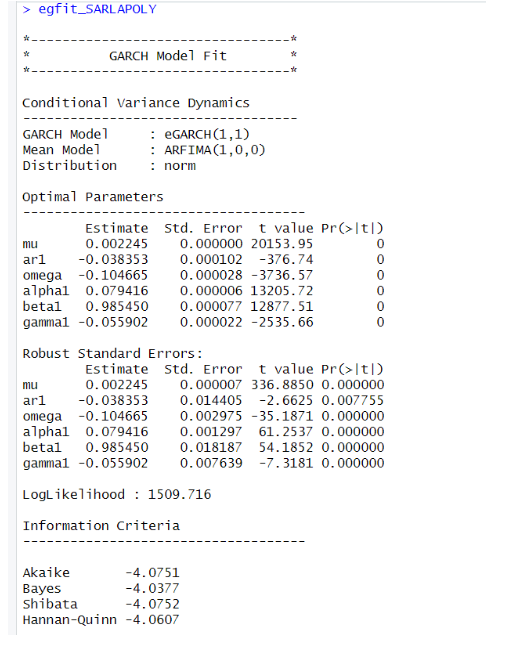 > egfit_SARLAPOLY
*---------------------------------*
*          GARCH Model Fit        *
*---------------------------------*
Conditional Variance Dynamics
-----------------------------------
GARCH Model     : eGARCH(1,1)
Mean Model      : ARFIMA(1,0,0)
Distribution    : norm
Optimal Parameters
------------------------------------
        Estimate  Std. Error  t value Pr(>|t|)
mu      0.002245    0.000000 20153.95        0
ar1    -0.038353    0.000102  -376.74        0
omega  -0.104665    0.000028 -3736.57        0
alpha1  0.079416    0.000006 13205.72        0
beta1   0.985450    0.000077 12877.51        0
gamma1 -0.055902    0.000022 -2535.66        0
Robust Standard Errors:
        Estimate  Std. Error  t value Pr(>|t|)
mu      0.002245    0.000007 336.8850 0.000000
ar1    -0.038353    0.014405  -2.6625 0.007755
omega  -0.104665    0.002975 -35.1871 0.000000
alpha1  0.079416    0.001297  61.2537 0.000000
beta1   0.985450    0.018187  54.1852 0.000000
gamma1 -0.055902    0.007639  -7.3181 0.000000
LogLikelihood : 1509.716
Information Criteria
------------------------------------
Akaike       -4.0751
Bayes        -4.0377
Shibata      -4.0752
Hannan-Quinn -4.0607